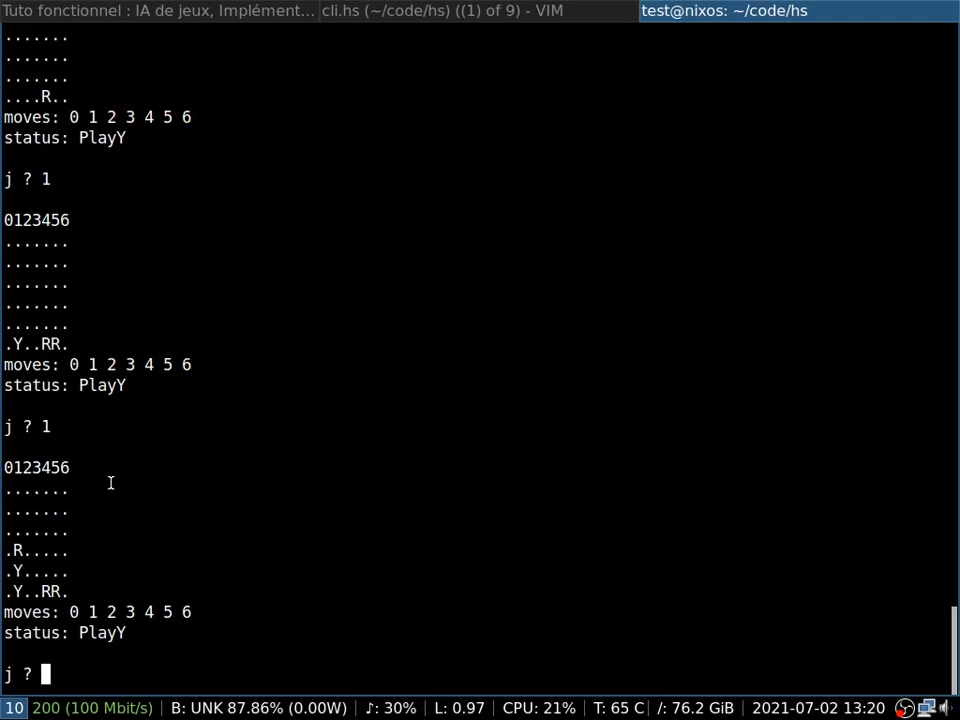 Tuto fonctionnel : IA de jeux, Implément... cli.hs (~/code/hs) ((1) of 9) - VIM test@nixos: ~/code/hs
.......
.......
.......
....R..
moves: 0 1 2 3 4 5 6
status: PlayY
j ? 1
0123456
.......
.......
.......
.......
.......
.Y..RR.
moves: 0 1 2 3 4 5 6
status: PlayY
j ? 1
0123456
.......
.......
.......
.R.....
.Y.....
.Y..RR.
moves: 0 1 2 3 4 5 6
status: PlayY
j ?
10 200 (100 Mbit/s) | B: UNK 87.86% (0.00W) | ♪: 30% | L: 0.97 | CPU: 21% | T: 65 C | /: 76.2 GiB | 2021-07-02 13:20